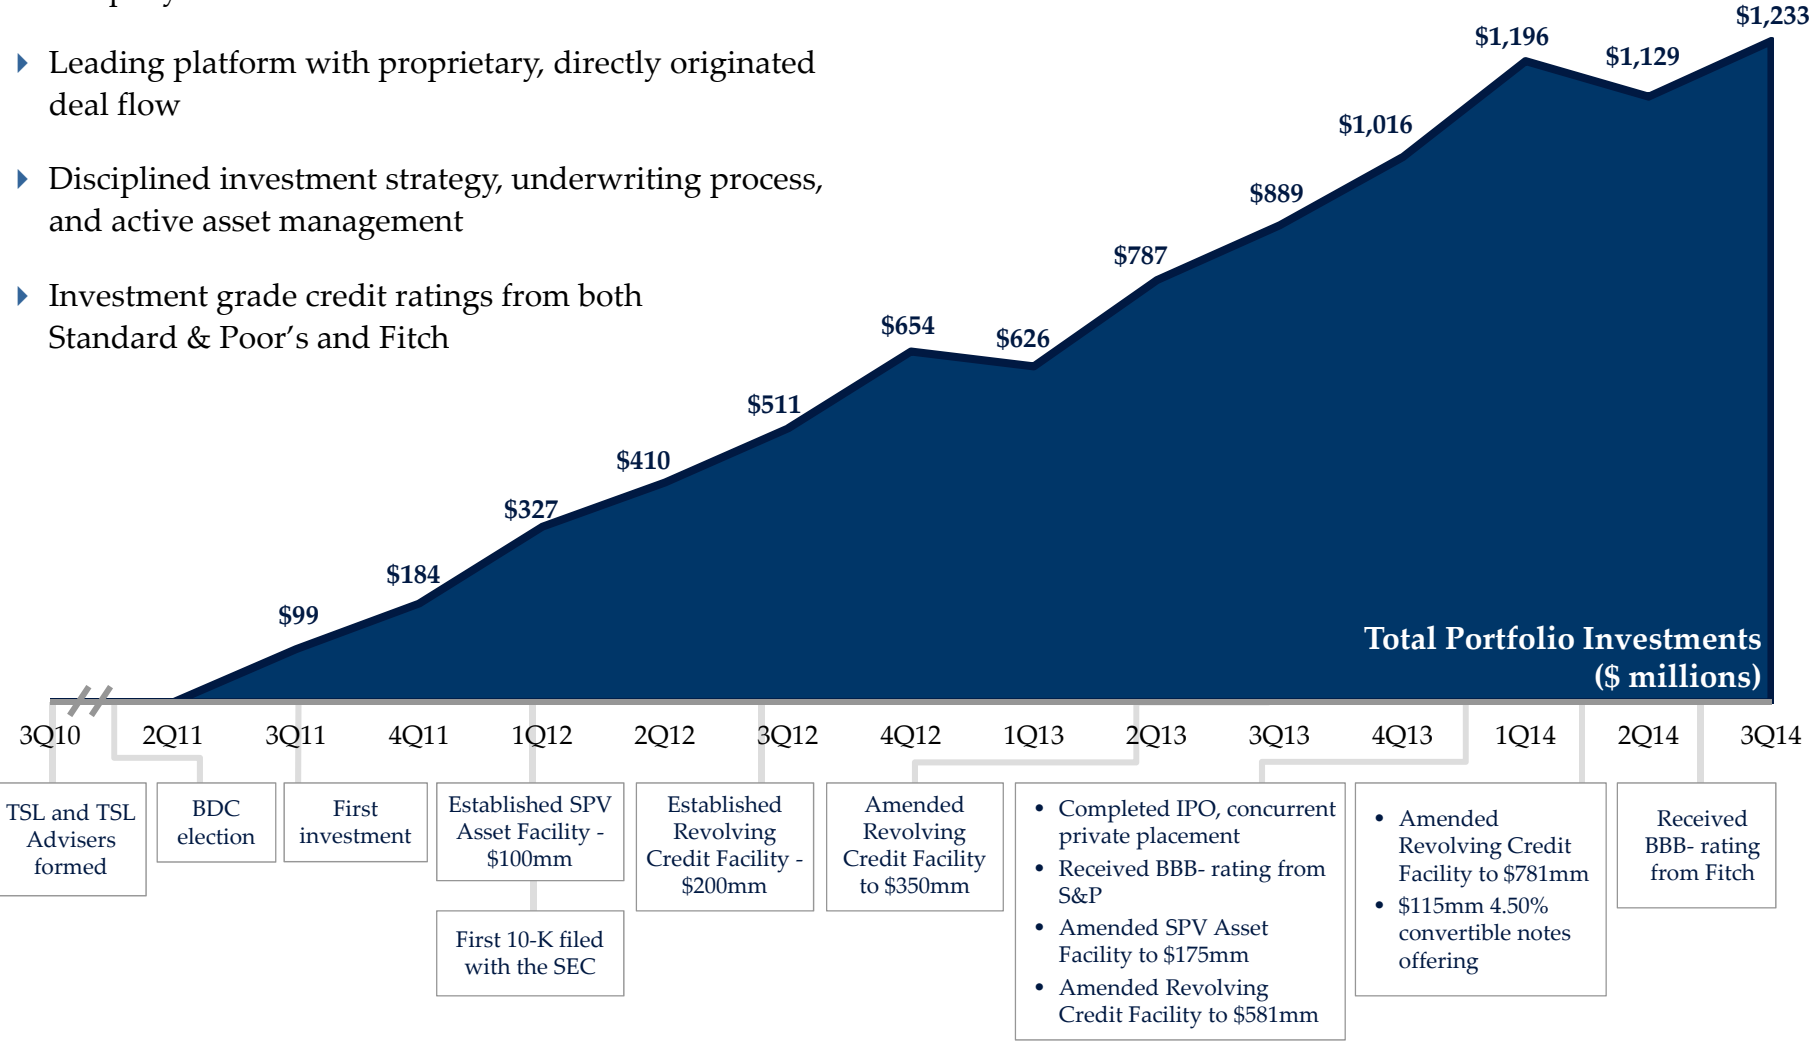 Leading platform with proprietary, directly originated
deal flow
Disciplined investment strategy, underwriting process,
and active asset management
Investment grade credit ratings from both
Standard & Poor’s and Fitch
$99
$184
$327
$410
$511
$654
$626
$787
$889
$1,016
$1,196
$1,129
$1,233
Total Portfolio Investments
($ millions)
3Q10
2Q11
3Q11
4Q11
1Q12
2Q12
3Q12
4Q12
1Q13
2Q13
3Q13
4Q13
1Q14
2Q14
3Q14
TSL and TSL
Advisers
formed
BDC
election
First
investment
Established SPV
Asset Facility -
$100mm
First 10-K filed
with the SEC
Established
Revolving
Credit Facility -
$200mm
Amended
Revolving
Credit Facility
to $350mm
• Completed IPO, concurrent
private placement
• Received BBB- rating from
S&P
• Amended SPV Asset
Facility to $175mm
• Amended Revolving
Credit Facility to $581mm
• Amended
Revolving Credit
Facility to $781mm
• $115mm 4.50%
convertible notes
offering
Received
BBB- rating
from Fitch